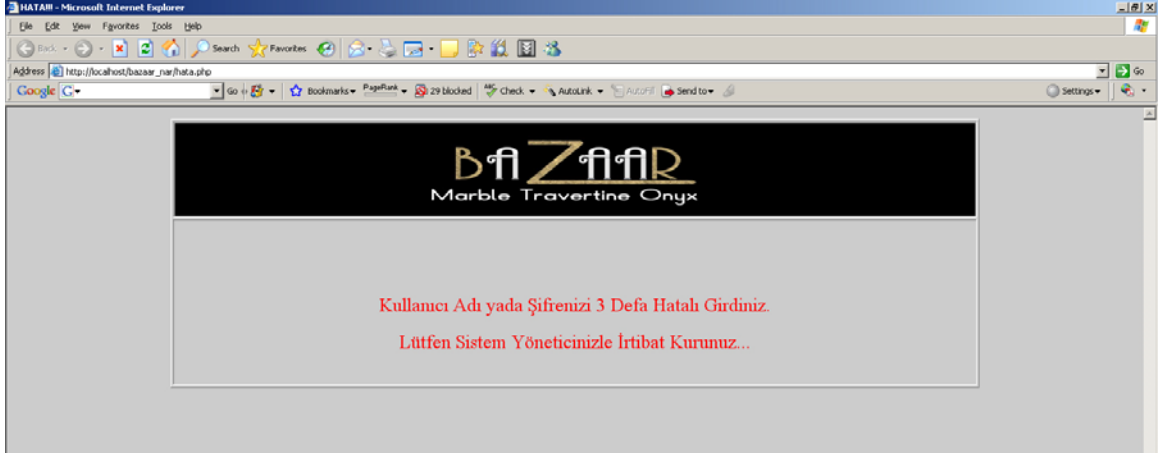 HATA!!! - Microsoft Internet Explorer
File Edit View Favorites Tools Help
Back Search Favorites
Address http://localhost/bazaar_nar/hata.php Go
Google G Go Bookmarks PageRank 29 blocked Check AutoLink AutoFill Send to Settings
BAZAAR
Marble Travertine Onyx
Kullanıcı Adı yada Şifrenizi 3 Defa Hatalı Girdiniz.
Lütfen Sistem Yöneticinizle İrtibat Kurunuz...